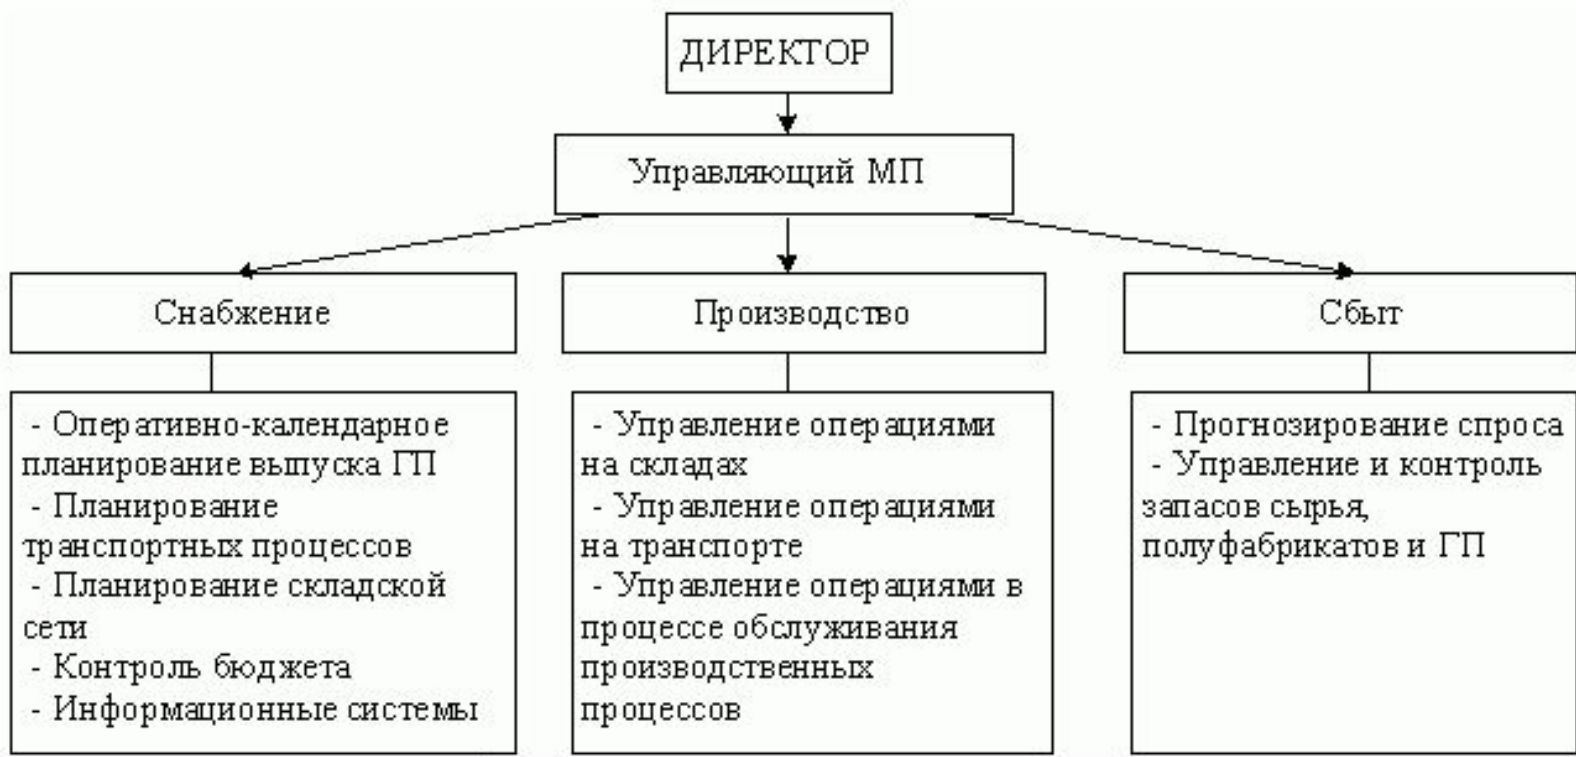 ДИРЕКТОР
Управляющий МП
Снабжение
Производство
Сбыт
- Оперативно-календарное
планирование выпуска ГП
- Планирование
транспортных процессов
- Планирование складской
сети
- Контроль бюджета
- Информационные системы
- Управление операциями
на складах
- Управление операциями
на транспорте
- Управление операциями в
процессе обслуживания
производственных
процессов
- Прогнозирование спроса
- Управление и контроль
запасов сырья,
полуфабрикатов и ГП